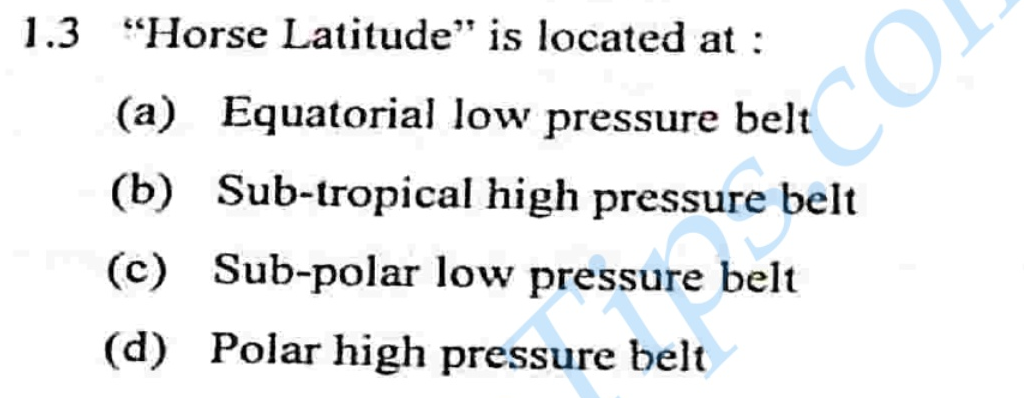 1.3 “Horse Latitude” is located at :
(a) Equatorial low pressure belt
(b) Sub-tropical high pressure belt
(c) Sub-polar low pressure belt
(d) Polar high pressure belt
Tips.com